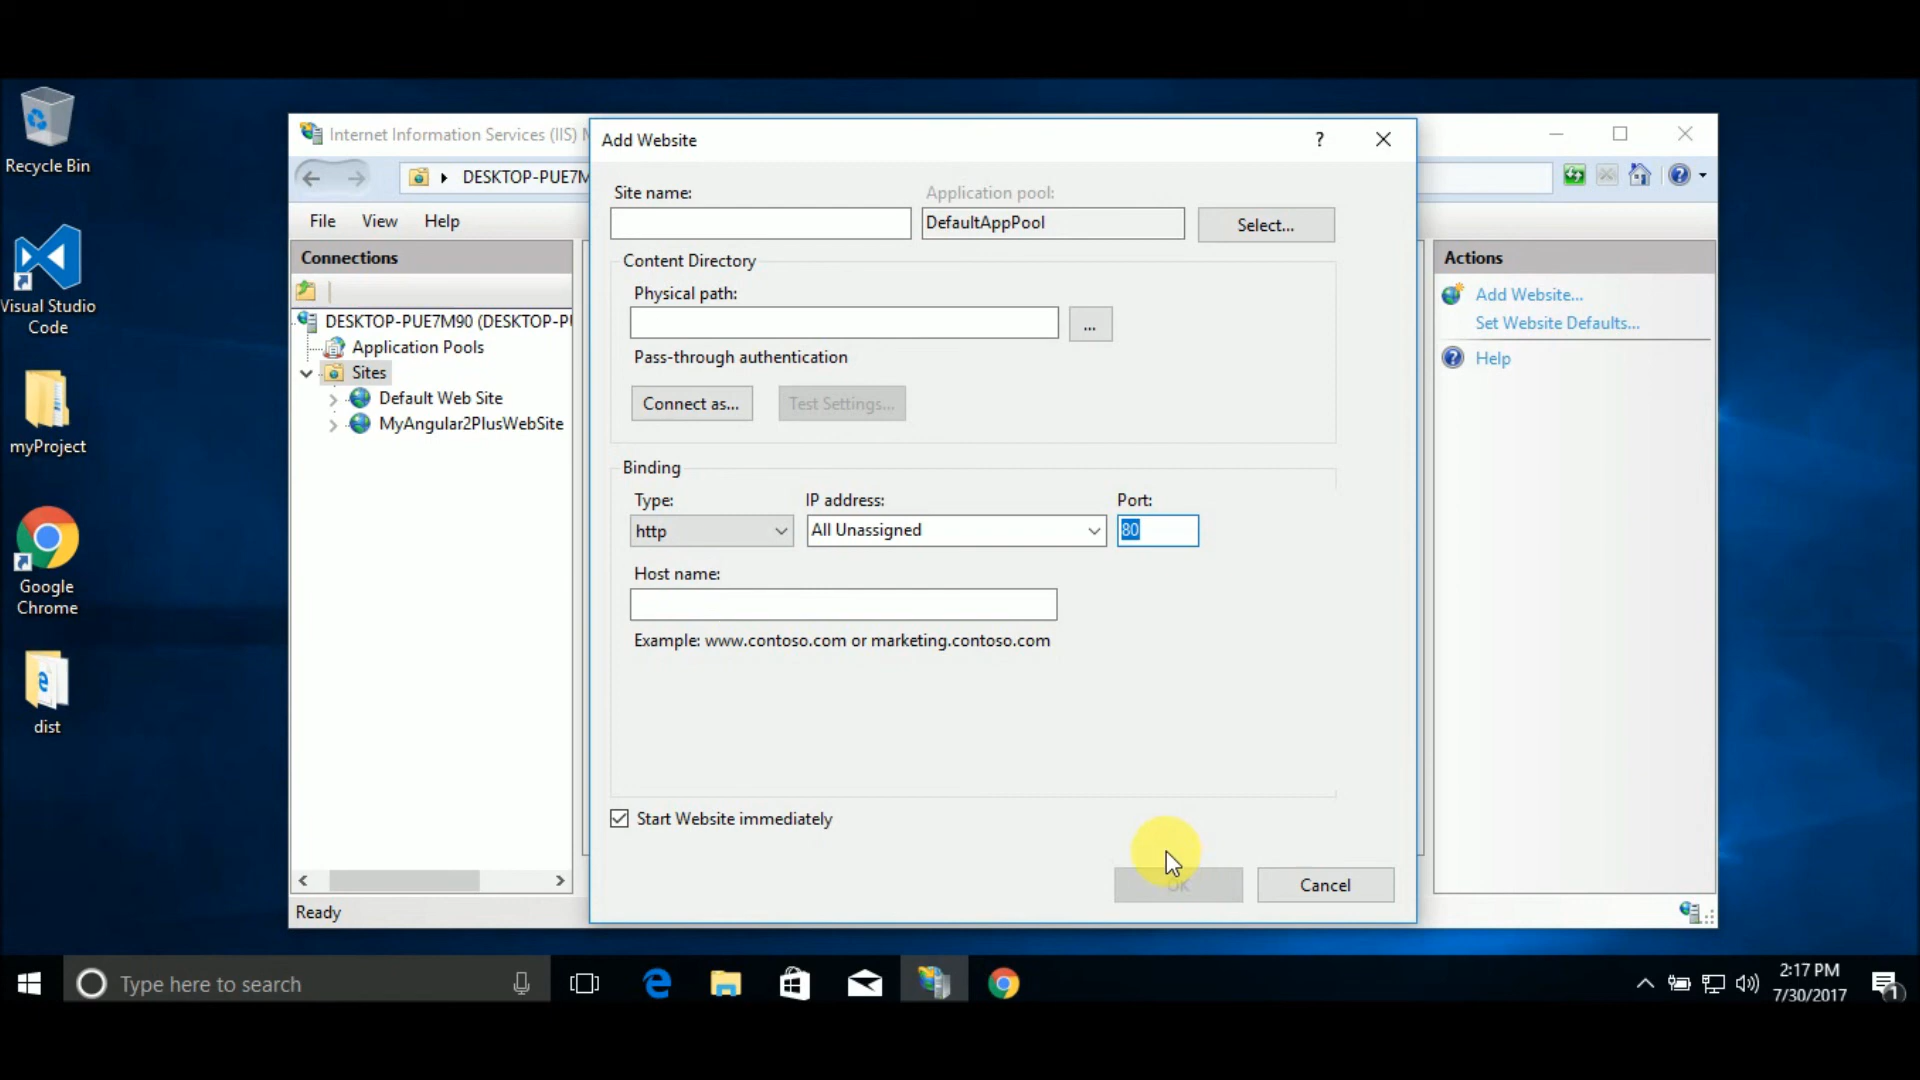 Recycle Bin
Visual Studio
Code
myProject
Google
Chrome
dist
Internet Information Services (IIS) M
DESKTOP-PUE7M
File View Help
Connections
DESKTOP-PUE7M90 (DESKTOP-PU
Application Pools
Sites
Default Web Site
MyAngular2PlusWebSite
Ready
Add Website
?
Site name:
Application pool:
DefaultAppPool
Select...
Content Directory
Physical path:
...
Pass-through authentication
Connect as...
Test Settings...
Binding
Type:
IP address:
Port:
http
All Unassigned
80
Host name:
Example: www.contoso.com or marketing.contoso.com
Start Website immediately
OK
Cancel
Actions
Add Website...
Set Website Defaults...
Help
Type here to search
2:17 PM
7/30/2017
1